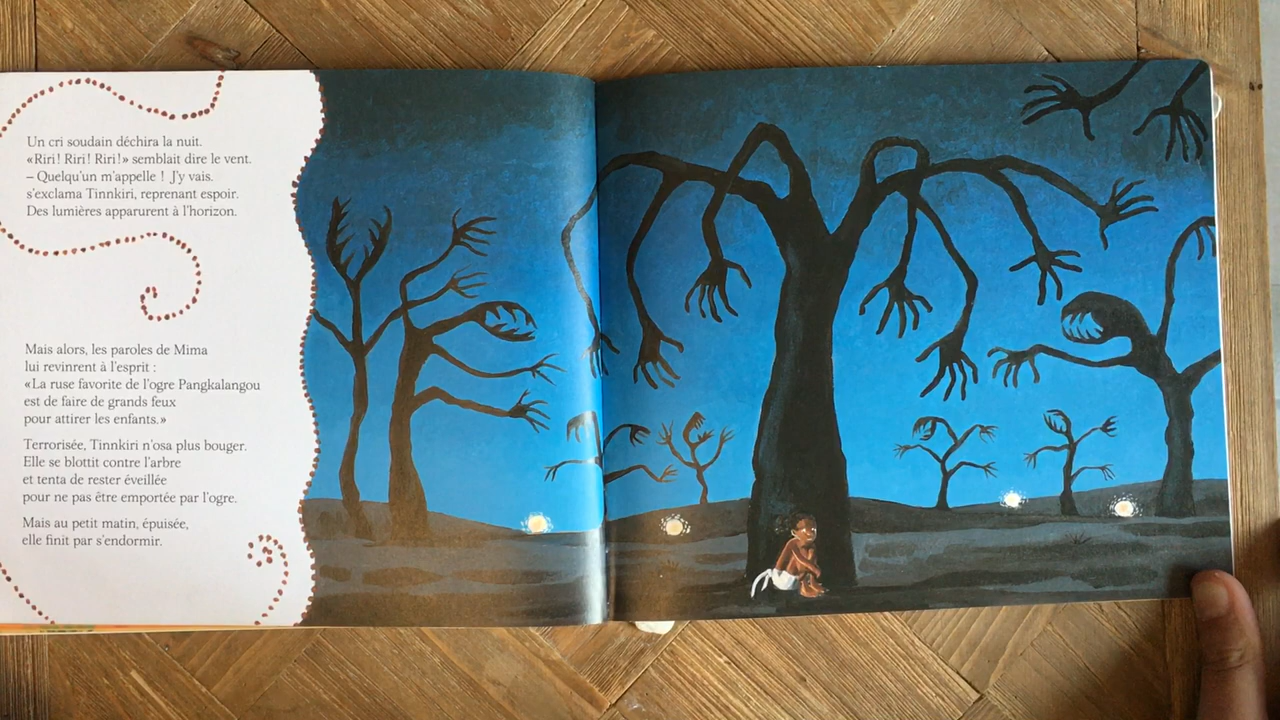 Un cri soudain déchira la nuit.
«Riri! Riri! Riri!» semblait dire le vent.
– Quelqu'un m'appelle ! J'y vais.
s'exclama Tinnkiri, reprenant espoir.
Des lumières apparurent à l'horizon.
Mais alors, les paroles de Mima
lui revinrent à l'esprit :
«La ruse favorite de l'ogre Pangkalangou
est de faire de grands feux
pour attirer les enfants.»
Terrorisée, Tinnkiri n'osa plus bouger.
Elle se blottit contre l'arbre
et tenta de rester éveillée
pour ne pas être emportée par l'ogre.
Mais au petit matin, épuisée,
elle finit par s'endormir.